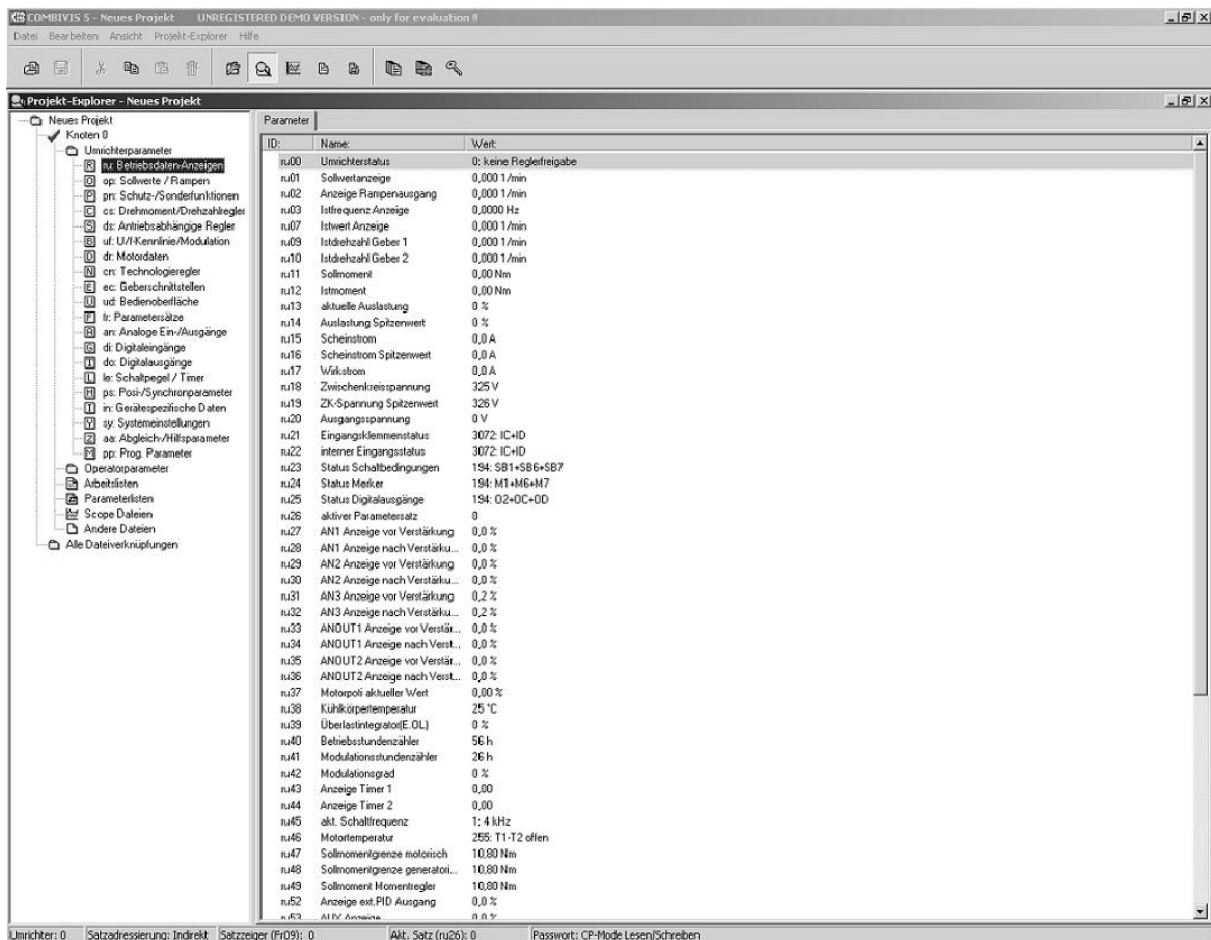 COMBIVIS 5 - Neues Projekt UNREGISTERED DEMO VERSION - only for evaluation !!
Datei Bearbeiten Ansicht Projekt-Explorer Hilfe
Projekt-Explorer - Neues Projekt
Neues Projekt
Knoten 0
Umrichterparameter
R ru: Betriebsdaten-Anzeigen
O op: Sollwerte / Rampen
P pn: Schutz-/Sonderfunktionen
C cs: Drehmoment/Drehzahlregler
S ds: Antriebsabhängige Regler
B uf: U/f-Kennlinie/Modulation
D dr: Motordaten
N cn: Technologieregler
E ec: Geberschnittstellen
U ud: Bedienoberfläche
F fr: Parametersätze
A an: Analoge Ein-/Ausgänge
G di: Digitaleingänge
I do: Digitalausgänge
L le: Schaltpegel / Timer
H ps: Posi-/Synchronparameter
T in: Gerätespezifische Daten
Y sy: Systemeinstellungen
Z aa: Abgleich-/Hilfsparameter
M pp: Prog. Parameter
Operatorparameter
Arbeitslisten
Parameterlisten
Scope Dateien
Andere Dateien
Alle Dateiverknüpfungen
Parameter
ID: Name: Wert:
ru00 Umrichterstatus 0: keine Reglerfreigabe
ru01 Sollwertanzeige 0,000 1/min
ru02 Anzeige Rampenausgang 0,000 1/min
ru03 Istfrequenz Anzeige 0,0000 Hz
ru07 Istwert Anzeige 0,000 1/min
ru09 Istdrehzahl Geber 1 0,000 1/min
ru10 Istdrehzahl Geber 2 0,000 1/min
ru11 Sollmoment 0,00 Nm
ru12 Istmoment 0,00 Nm
ru13 aktuelle Auslastung 0 %
ru14 Auslastung Spitzenwert 0 %
ru15 Scheinstrom 0,0 A
ru16 Scheinstrom Spitzenwert 0,0 A
ru17 Wirkstrom 0,0 A
ru18 Zwischenkreisspannung 325 V
ru19 ZK-Spannung Spitzenwert 326 V
ru20 Ausgangsspannung 0 V
ru21 Eingangsklemmenstatus 3072: IC+ID
ru22 interner Eingangsstatus 3072: IC+ID
ru23 Status Schaltbedingungen 194: SB1+SB6+SB7
ru24 Status Merker 194: M1+M6+M7
ru25 Status Digitalausgänge 194: O2+OC+OD
ru26 aktiver Parametersatz 0
ru27 AN1 Anzeige vor Verstärkung 0,0 %
ru28 AN1 Anzeige nach Verstärku... 0,0 %
ru29 AN2 Anzeige vor Verstärkung 0,0 %
ru30 AN2 Anzeige nach Verstärku... 0,0 %
ru31 AN3 Anzeige vor Verstärkung 0,2 %
ru32 AN3 Anzeige nach Verstärku... 0,2 %
ru33 ANOUT1 Anzeige vor Verstär... 0,0 %
ru34 ANOUT1 Anzeige nach Verst... 0,0 %
ru35 ANOUT2 Anzeige vor Verstär... 0,0 %
ru36 ANOUT2 Anzeige nach Verst... 0,0 %
ru37 Motorpoti aktueller Wert 0,00 %
ru38 Kühlkörpertemperatur 25 °C
ru39 Überlastintegrator(E.OL) 0 %
ru40 Betriebsstundenzähler 56 h
ru41 Modulationsstundenzähler 26 h
ru42 Modulationsgrad 0 %
ru43 Anzeige Timer 1 0,00
ru44 Anzeige Timer 2 0,00
ru45 akt. Schaltfrequenz 1: 4 kHz
ru46 Motortemperatur 255: T1-T2 offen
ru47 Sollmomentgrenze motorisch 10,80 Nm
ru48 Sollmomentgrenze generatori... 10,80 Nm
ru49 Sollmoment Momentregler 10,80 Nm
ru52 Anzeige ext.PID Ausgang 0,0 %
ru53 AUX Anzeige 0,0 %
Umrichter: 0 Satzadressierung: Indirekt Satzzeiger (Fr09): 0 Akt. Satz (ru26): 0 Passwort: CP-Mode Lesen/Schreiben